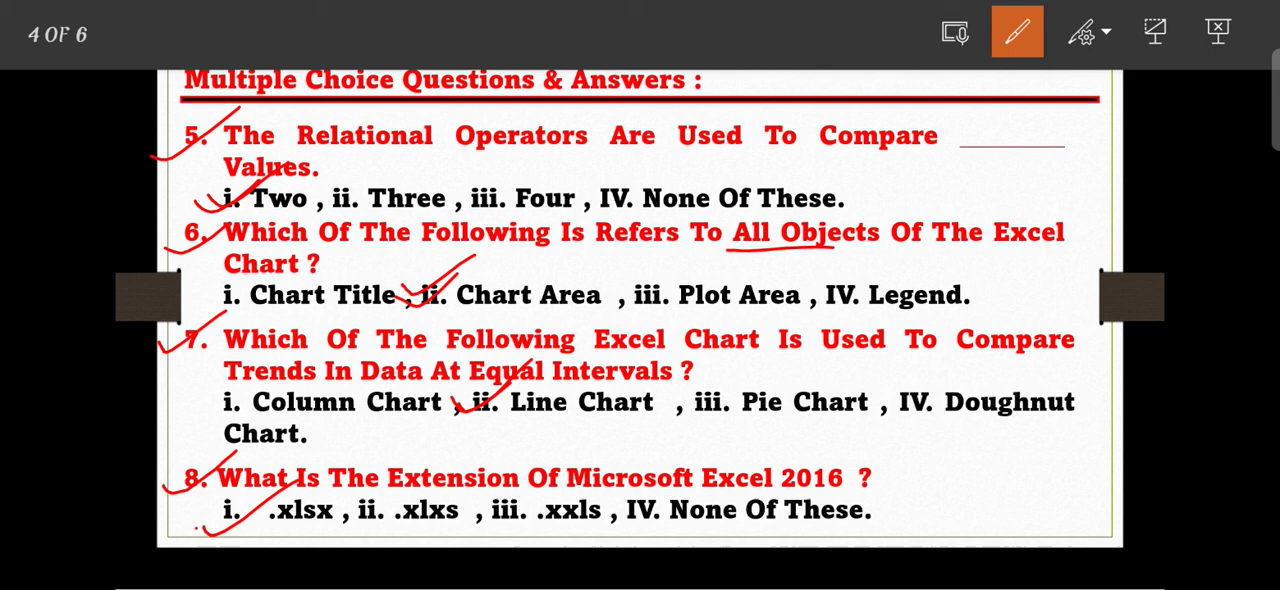 4 OF 6
Multiple Choice Questions & Answers :
5. The Relational Operators Are Used To Compare ________
Values.
i. Two , ii. Three , iii. Four , IV. None Of These.
6. Which Of The Following Is Refers To All Objects Of The Excel
Chart ?
i. Chart Title , ii. Chart Area , iii. Plot Area , IV. Legend.
7. Which Of The Following Excel Chart Is Used To Compare
Trends In Data At Equal Intervals ?
i. Column Chart , ii. Line Chart , iii. Pie Chart , IV. Doughnut
Chart.
8. What Is The Extension Of Microsoft Excel 2016 ?
i. .xlsx , ii. .xlxs , iii. .xxls , IV. None Of These.